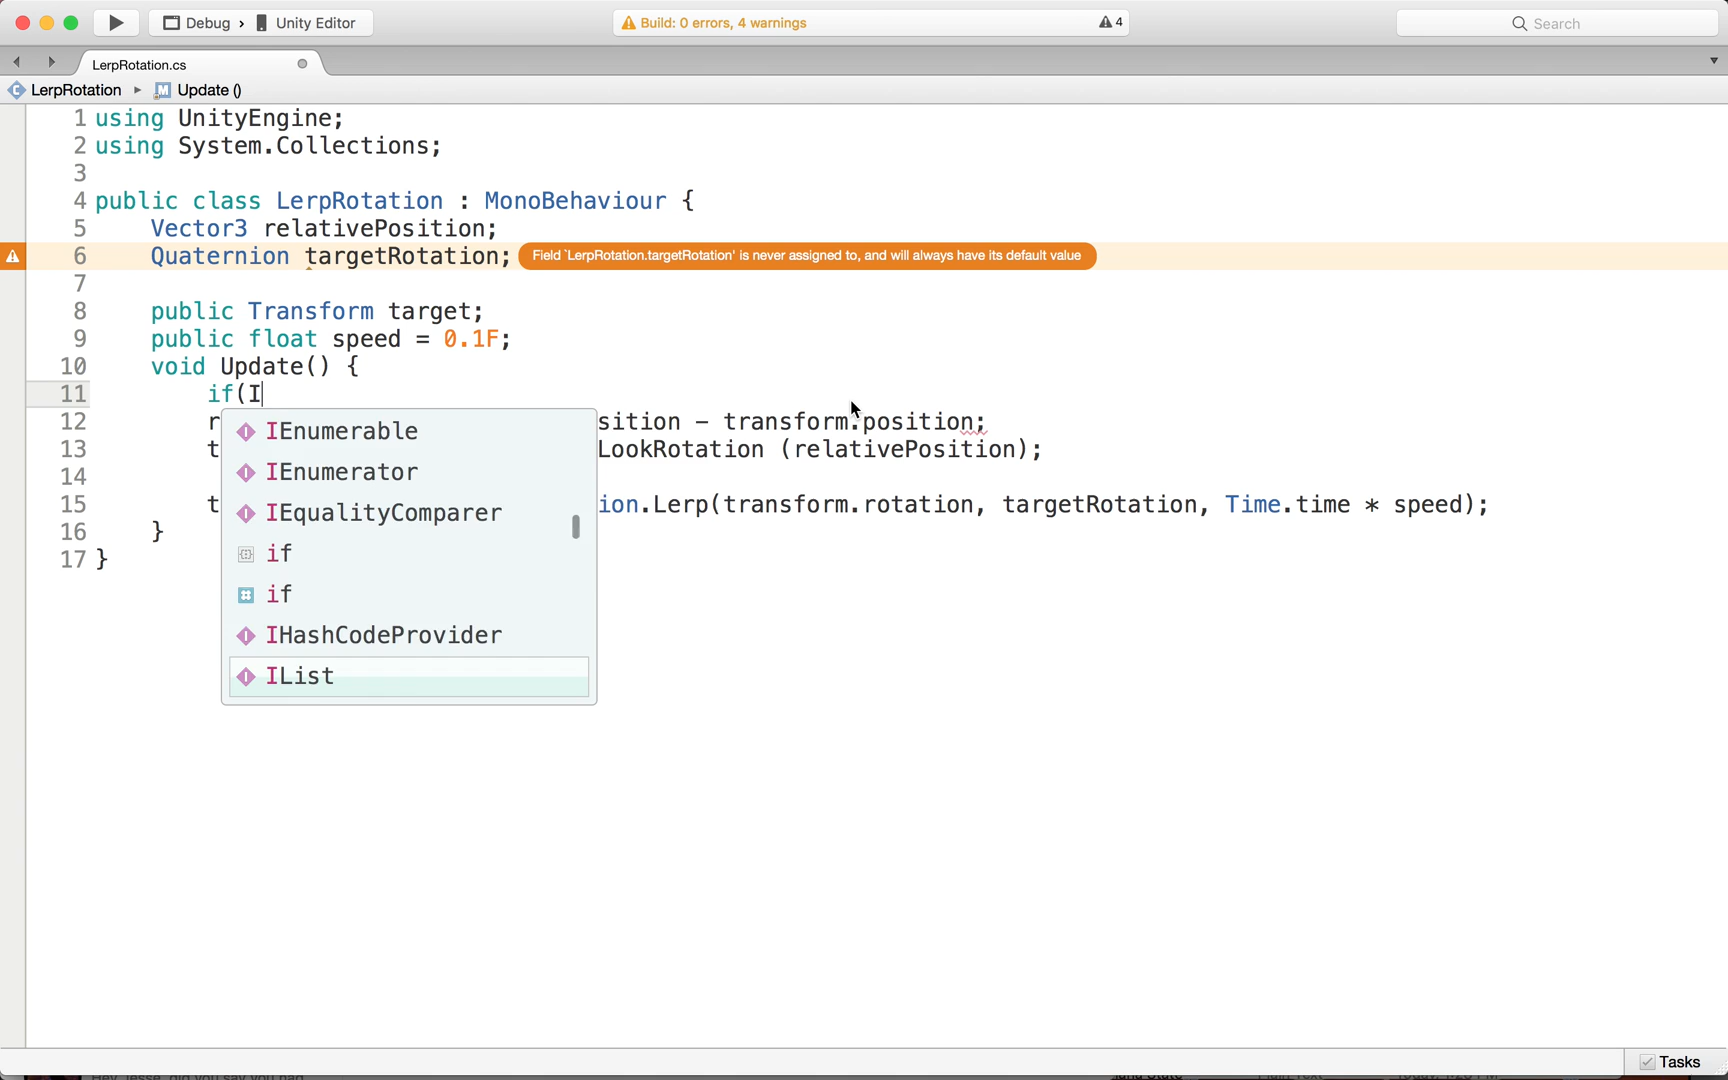 Debug › Unity Editor
Build: 0 errors, 4 warnings
4
Search
LerpRotation.cs
LerpRotation ▸ Update ()
1 using UnityEngine;
2 using System.Collections;
3
4 public class LerpRotation : MonoBehaviour {
5 Vector3 relativePosition;
6 Quaternion targetRotation; Field `LerpRotation.targetRotation' is never assigned to, and will always have its default value
7
8 public Transform target;
9 public float speed = 0.1F;
10 void Update() {
11 if(I
12 r sition - transform.position;
13 t LookRotation (relativePosition);
14
15 t ion.Lerp(transform.rotation, targetRotation, Time.time * speed);
16 }
17 }
IEnumerable
IEnumerator
IEqualityComparer
if
if
IHashCodeProvider
IList
Tasks